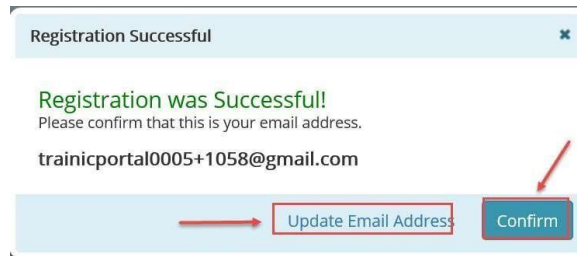 Registration Successful
Registration was Successful!
Please confirm that this is your email address.
trainicportal0005+1058@gmail.com
Update Email Address
Confirm